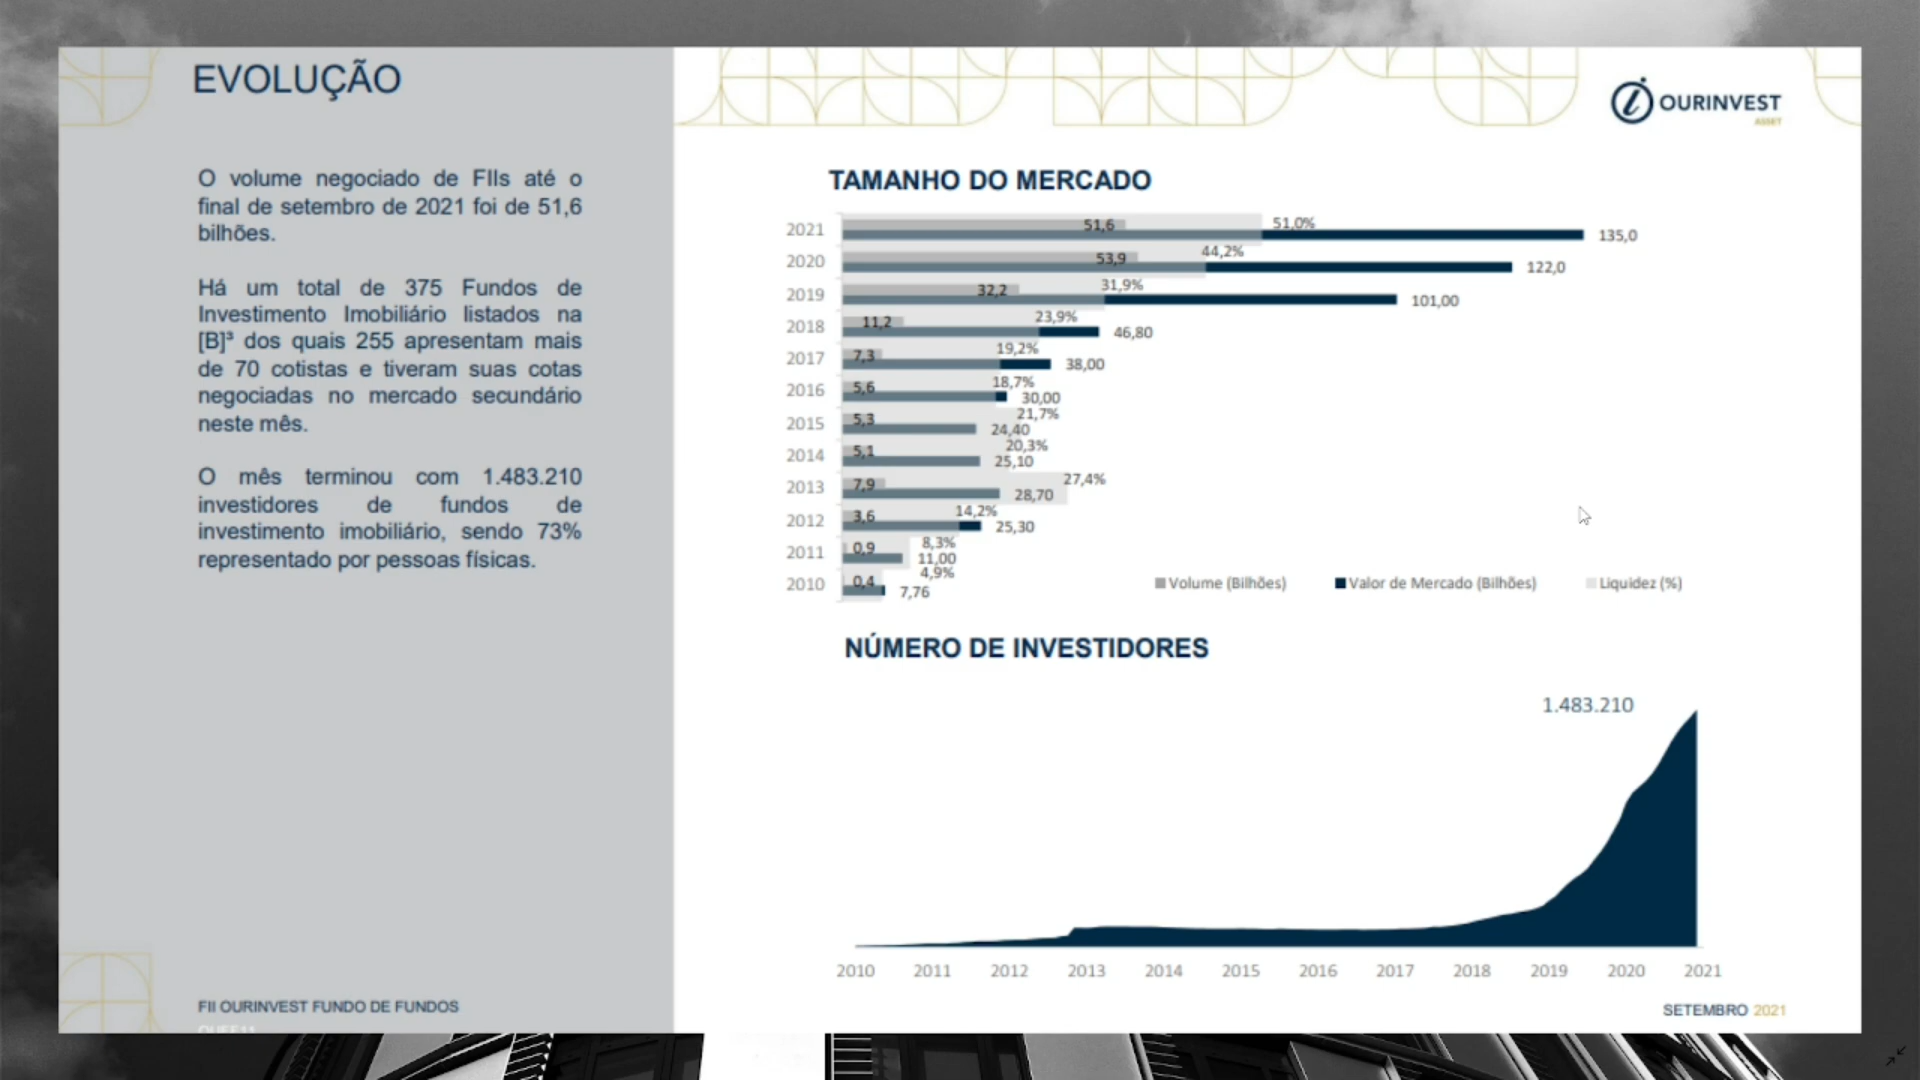 EVOLUÇÃO
O volume negociado de FIIs até o
final de setembro de 2021 foi de 51,6
bilhões.
Há um total de 375 Fundos de
Investimento Imobiliário listados na
[B]³ dos quais 255 apresentam mais
de 70 cotistas e tiveram suas cotas
negociadas no mercado secundário
neste mês.
O mês terminou com 1.483.210
investidores de fundos de
investimento imobiliário, sendo 73%
representado por pessoas físicas.
FII OURINVEST FUNDO DE FUNDOS
OURINVEST
ASSET
TAMANHO DO MERCADO
2021 51,6 51,0% 135,0
2020 53,9 44,2% 122,0
2019 32,2 31,9% 101,00
2018 11,2 23,9% 46,80
2017 7,3 19,2% 38,00
2016 5,6 18,7% 30,00
2015 5,3 21,7% 24,40
2014 5,1 20,3% 25,10
2013 7,9 27,4% 28,70
2012 3,6 14,2% 25,30
2011 0,9 8,3% 11,00
2010 0,4 4,9% 7,76
Volume (Bilhões) Valor de Mercado (Bilhões) Liquidez (%)
NÚMERO DE INVESTIDORES
1.483.210
2010 2011 2012 2013 2014 2015 2016 2017 2018 2019 2020 2021
SETEMBRO 2021